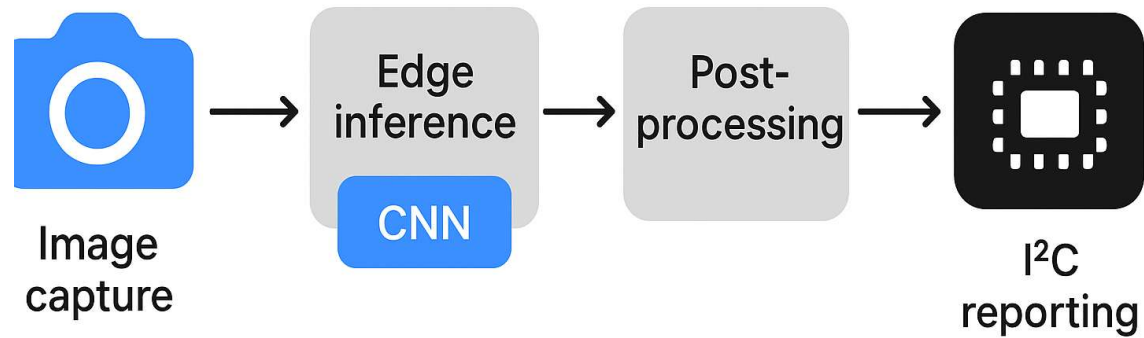 Image
capture
Edge
inference
CNN
Post-
processing
I²C
reporting